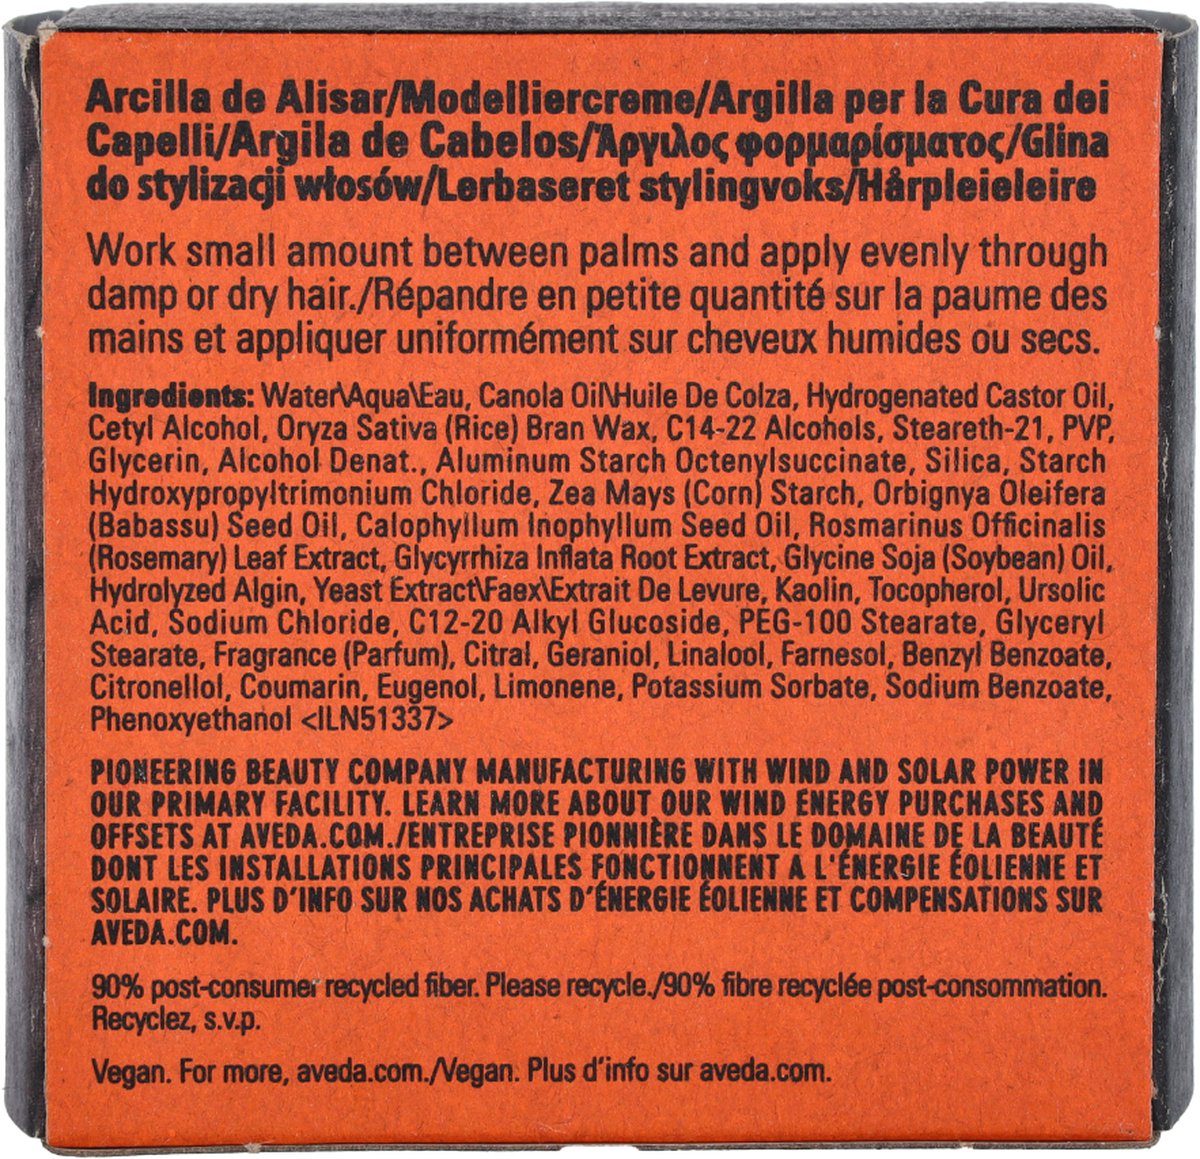 Arcilla de Alisar/Modelliercreme/Argilla per la Cura dei
Capelli/Argila de Cabelos/Άργιλος φορμαρίσματος/Glina
do stylizacji włosów/Lerbaseret stylingvoks/Hårpleieleire
Work small amount between palms and apply evenly through
damp or dry hair./Répandre en petite quantité sur la paume des
mains et appliquer uniformément sur cheveux humides ou secs.
Ingredients: Water\Aqua\Eau, Canola Oil\Huile De Colza, Hydrogenated Castor Oil,
Cetyl Alcohol, Oryza Sativa (Rice) Bran Wax, C14-22 Alcohols, Steareth-21, PVP,
Glycerin, Alcohol Denat., Aluminum Starch Octenylsuccinate, Silica, Starch
Hydroxypropyltrimonium Chloride, Zea Mays (Corn) Starch, Orbignya Oleifera
(Babassu) Seed Oil, Calophyllum Inophyllum Seed Oil, Rosmarinus Officinalis
(Rosemary) Leaf Extract, Glycyrrhiza Inflata Root Extract, Glycine Soja (Soybean) Oil,
Hydrolyzed Algin, Yeast Extract\Faex\Extrait De Levure, Kaolin, Tocopherol, Ursolic
Acid, Sodium Chloride, C12-20 Alkyl Glucoside, PEG-100 Stearate, Glyceryl
Stearate, Fragrance (Parfum), Citral, Geraniol, Linalool, Farnesol, Benzyl Benzoate,
Citronellol, Coumarin, Eugenol, Limonene, Potassium Sorbate, Sodium Benzoate,
Phenoxyethanol <ILN51337>
PIONEERING BEAUTY COMPANY MANUFACTURING WITH WIND AND SOLAR POWER IN
OUR PRIMARY FACILITY. LEARN MORE ABOUT OUR WIND ENERGY PURCHASES AND
OFFSETS AT AVEDA.COM./ENTREPRISE PIONNIÈRE DANS LE DOMAINE DE LA BEAUTÉ
DONT LES INSTALLATIONS PRINCIPALES FONCTIONNENT A L'ÉNERGIE ÉOLIENNE ET
SOLAIRE. PLUS D'INFO SUR NOS ACHATS D'ÉNERGIE ÉOLIENNE ET COMPENSATIONS SUR
AVEDA.COM.
90% post-consumer recycled fiber. Please recycle./90% fibre recyclée post-consommation.
Recyclez, s.v.p.
Vegan. For more, aveda.com./Vegan. Plus d'info sur aveda.com.